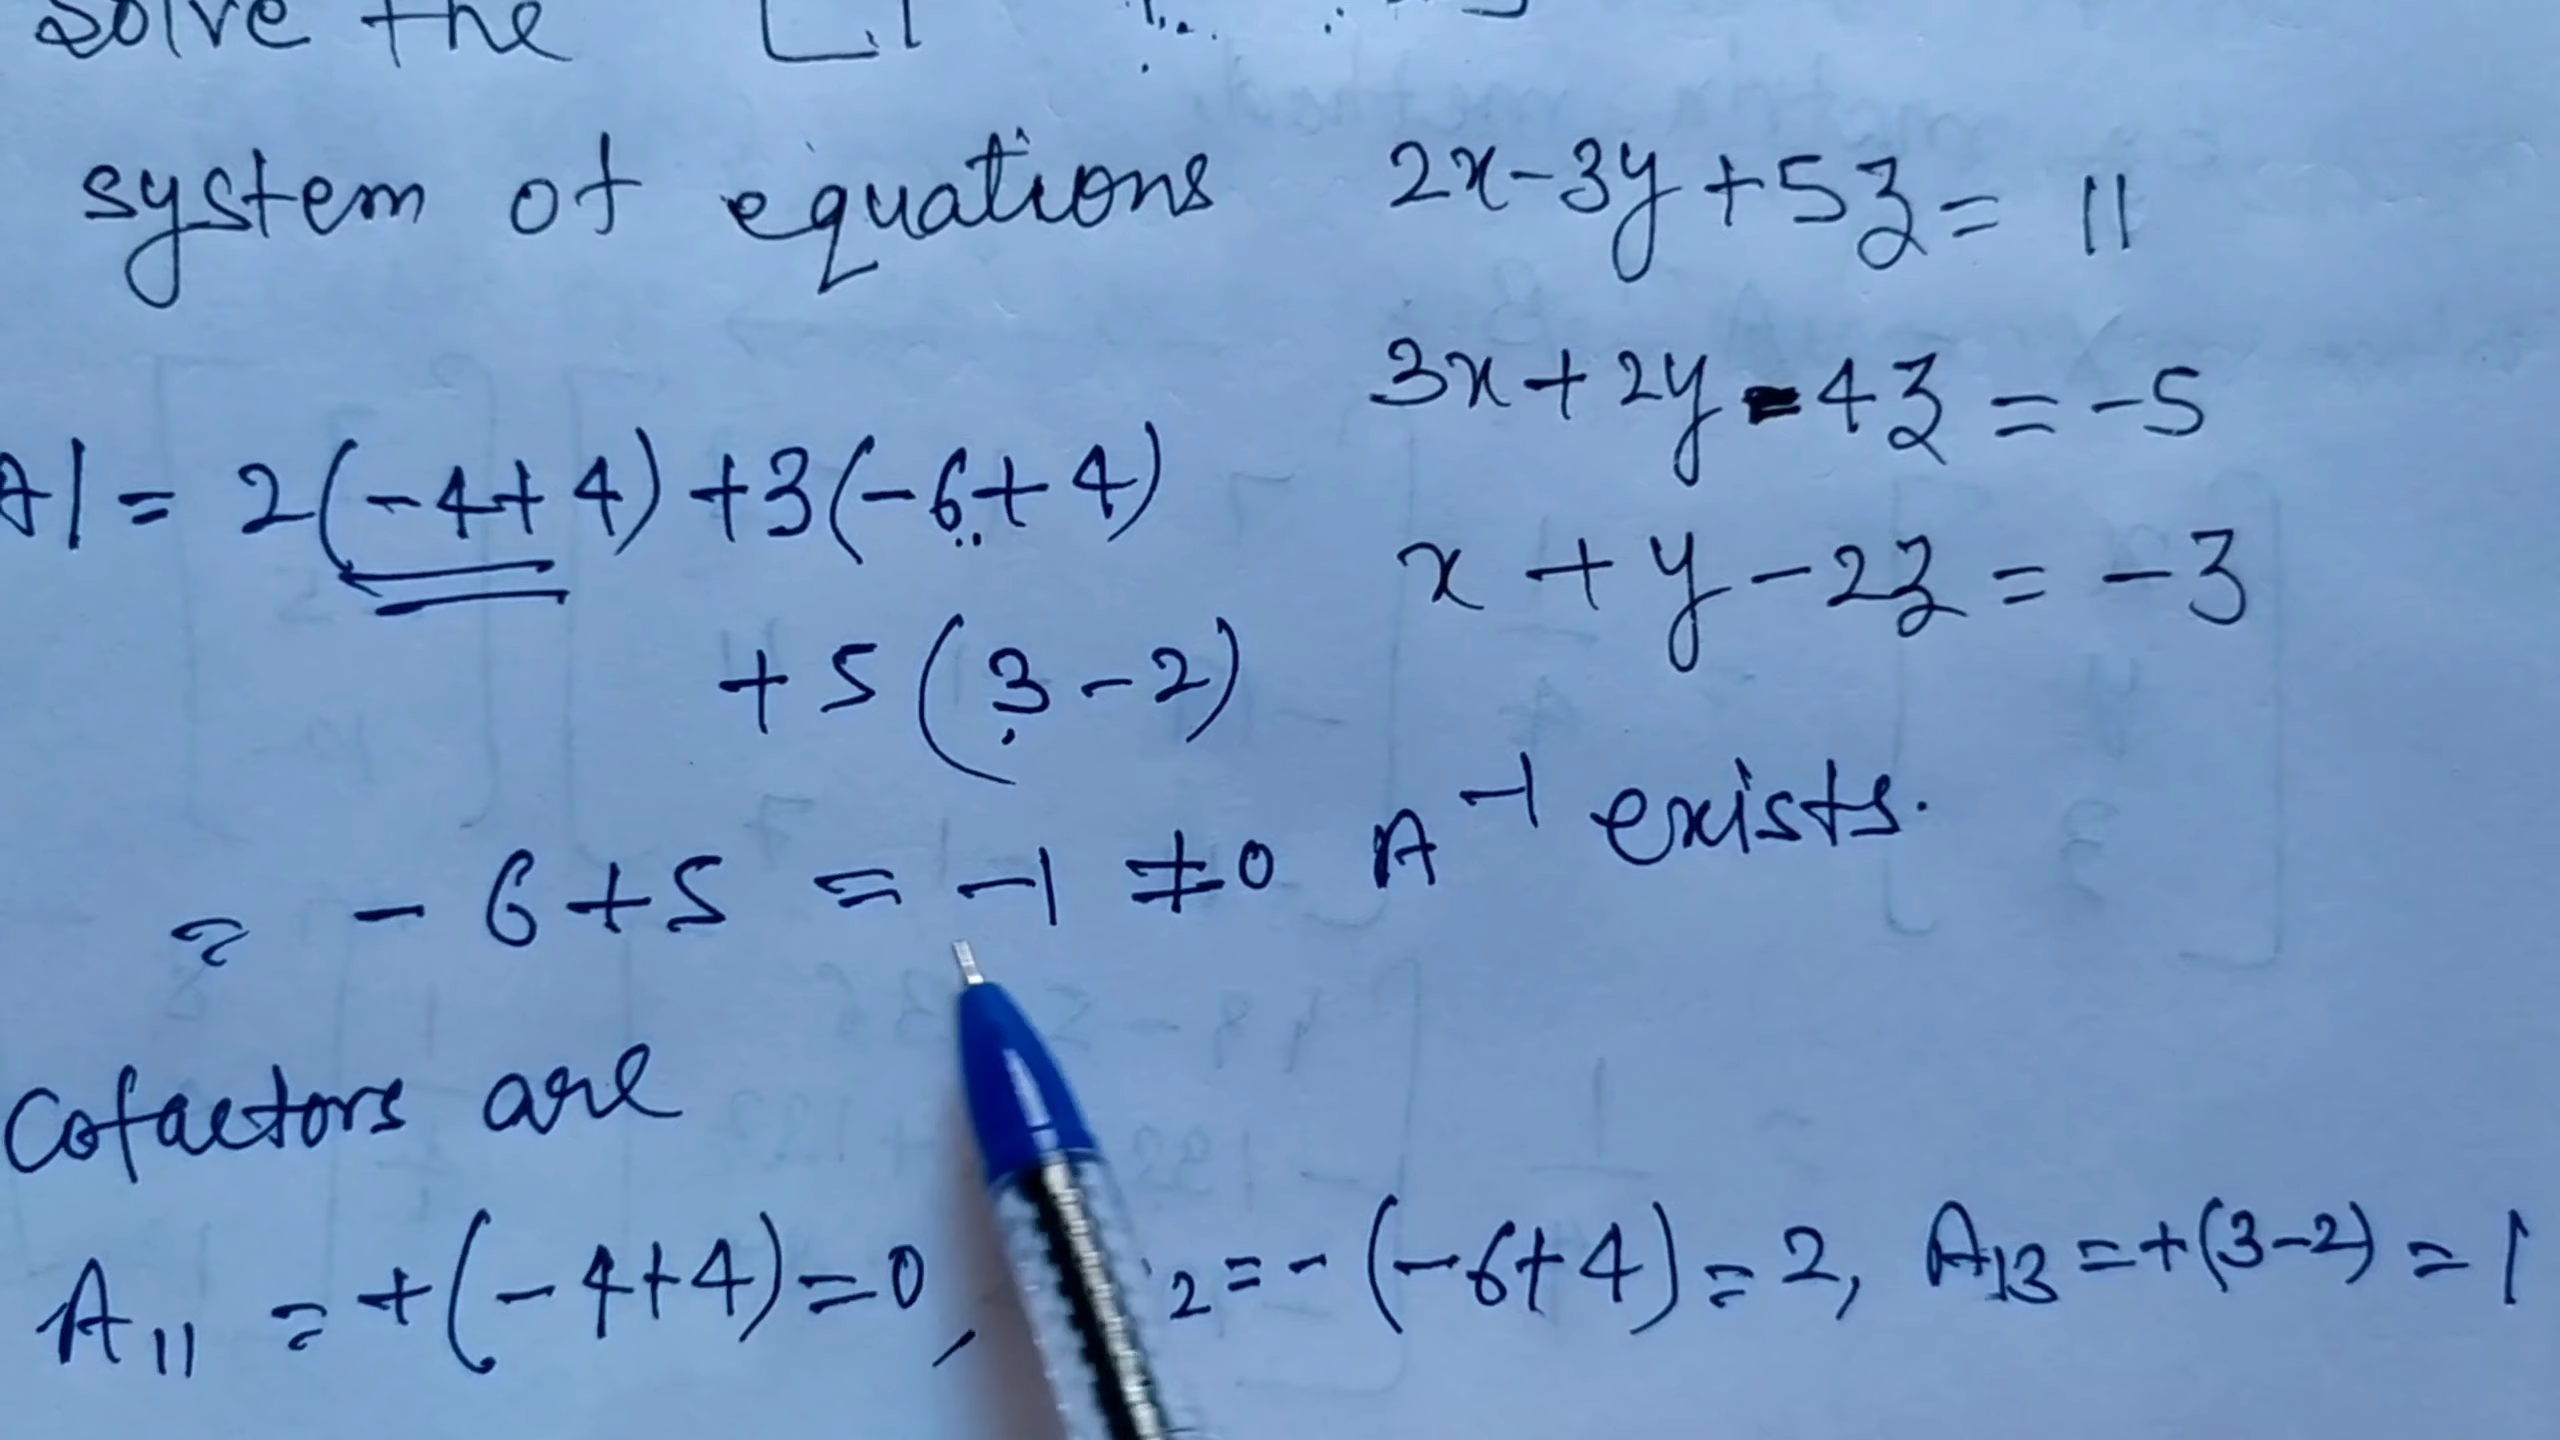 solve the
system of equations 2x-3y+5z = 11
3x+2y-4z = -5
A| = 2(-4+4) +3(-6+4)
x + y - 2z = -3
+5(3-2)
= -6+5 = -1 ≠0 A⁻¹ exists.
Cofactors are
A₁₁ = +(-4+4)=0, ₂ = -(-6+4) = 2, A₁₃ = +(3-2) = 1